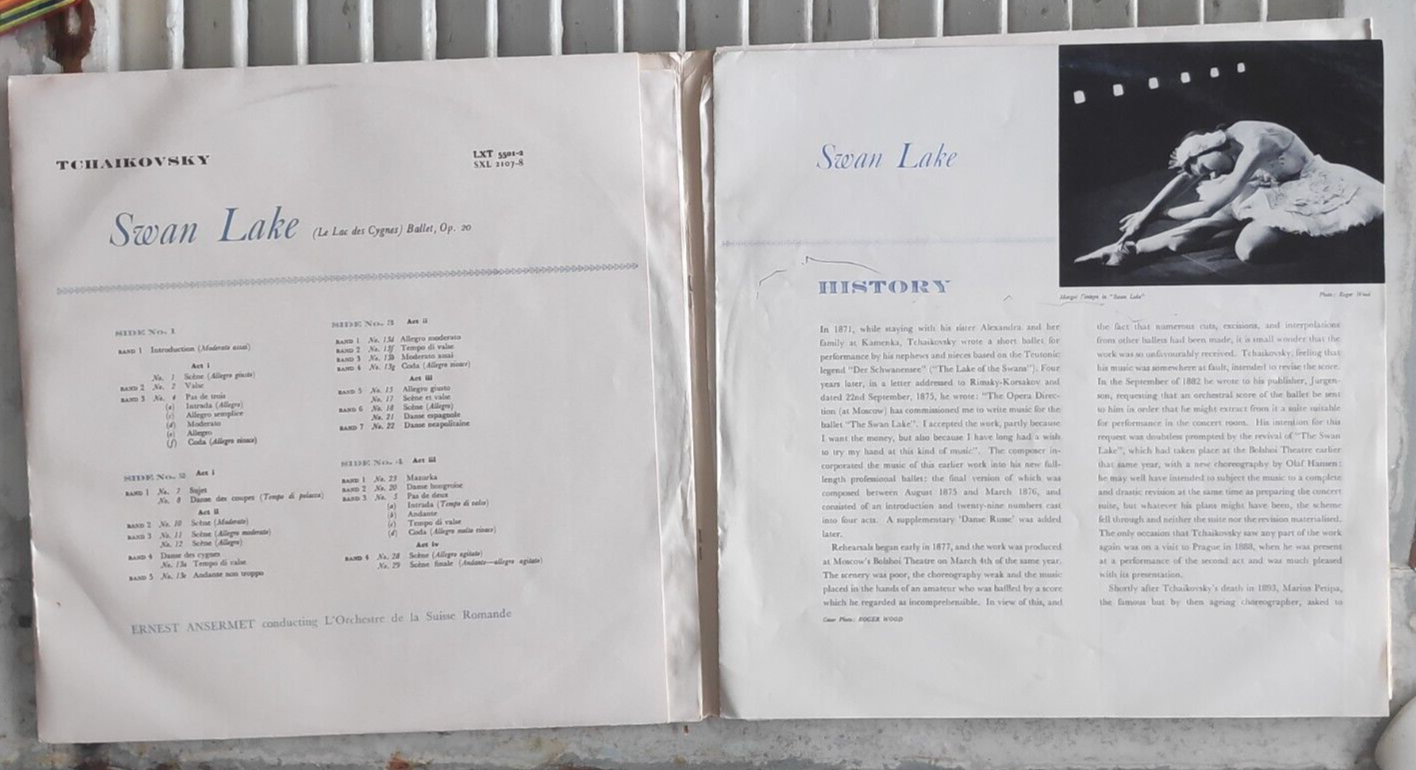 TCHAIKOVSKY
LXT 5501-2
SXL 2107-8
Swan Lake (Le Lac des Cygnes) Ballet, Op. 20
SIDE No. 1
BAND 1 Introduction (Moderato assai)
Act i
No. 1 Scène (Allegro giusto)
BAND 2 No. 2 Valse
BAND 3 No. 4 Pas de trois
(a) Intrada (Allegro)
(c) Allegro semplice
(d) Moderato
(e) Allegro
(f) Coda (Allegro vivace)
SIDE No. 2 Act i
BAND 1 No. 7 Sujet
No. 8 Danse des coupes (Tempo di polacca)
Act ii
BAND 2 No. 10 Scène (Moderato)
BAND 3 No. 11 Scène (Allegro moderato)
No. 12 Scène (Allegro)
BAND 4 Danse des cygnes
No. 13a Tempo di valse
BAND 5 No. 13e Andante non troppo
SIDE No. 3 Act ii
BAND 1 No. 13d Allegro moderato
BAND 2 No. 13f Tempo di valse
BAND 3 No. 13b Moderato assai
BAND 4 No. 13g Coda (Allegro vivace)
Act iii
BAND 5 No. 15 Allegro giusto
No. 17 Scène et valse
BAND 6 No. 18 Scène (Allegro)
No. 21 Danse espagnole
BAND 7 No. 22 Danse neapolitaine
SIDE No. 4 Act iii
BAND 1 No. 23 Mazurka
BAND 2 No. 20 Danse hongroise
BAND 3 No. 5 Pas de deux
(a) Intrada (Tempo di valse)
(b) Andante
(c) Tempo di valse
(d) Coda (Allegro molto vivace)
Act iv
BAND 4 No. 28 Scène (Allegro agitato)
No. 29 Scène finale (Andante—allegro agitato)
ERNEST ANSERMET conducting L'Orchestre de la Suisse Romande
Swan Lake
Margot Fonteyn in "Swan Lake"
Photo: Roger Wood
HISTORY
In 1871, while staying with his sister Alexandra and her
family at Kamenka, Tchaikovsky wrote a short ballet for
performance by his nephews and nieces based on the Teutonic
legend "Der Schwanensee" ("The Lake of the Swans"). Four
years later, in a letter addressed to Rimsky-Korsakov and
dated 22nd September, 1875, he wrote: "The Opera Direc-
tion (at Moscow) has commissioned me to write music for the
ballet "The Swan Lake". I accepted the work, partly because
I want the money, but also because I have long had a wish
to try my hand at this kind of music". The composer in-
corporated the music of this earlier work into his new full-
length professional ballet; the final version of which was
composed between August 1875 and March 1876, and
consisted of an introduction and twenty-nine numbers cast
into four acts. A supplementary 'Danse Russe' was added
later.
Rehearsals began early in 1877, and the work was produced
at Moscow's Bolshoi Theatre on March 4th of the same year.
The scenery was poor, the choreography weak and the music
placed in the hands of an amateur who was baffled by a score
which he regarded as incomprehensible. In view of this, and
Cover Photo: ROGER WOOD
the fact that numerous cuts, excisions, and interpolations
from other ballets had been made, it is small wonder that the
work was so unfavourably received. Tchaikovsky, feeling that
his music was somewhere at fault, intended to revise the score.
In the September of 1882 he wrote to his publisher, Jurgen-
son, requesting that an orchestral score of the ballet be sent
to him in order that he might extract from it a suite suitable
for performance in the concert room. His intention for this
request was doubtless prompted by the revival of "The Swan
Lake", which had taken place at the Bolshoi Theatre earlier
that same year, with a new choreography by Olaf Hansen;
he may well have intended to subject the music to a complete
and drastic revision at the same time as preparing the concert
suite, but whatever his plans might have been, the scheme
fell through and neither the suite nor the revision materialised.
The only occasion that Tchaikovsky saw any part of the work
again was on a visit to Prague in 1888, when he was present
at a performance of the second act and was much pleased
with its presentation.
Shortly after Tchaikovsky's death in 1893, Marius Petipa,
the famous but by then ageing choreographer, asked to